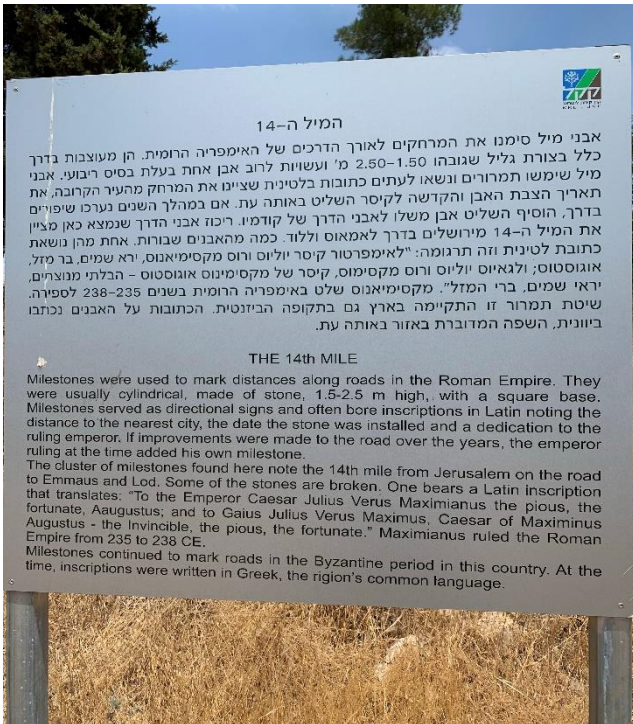 המיל ה-14
אבני מיל סימנו את המרחקים לאורך הדרכים של האימפריה הרומית. הן מעוצבות בדרך
כלל בצורת גליל שגובהו 2.50-1.50 מ' ועשויות לרוב אבן אחת בעלת בסיס ריבועי. אבני
מיל שימשו תמרורים ונשאו לעתים כתובות בלטינית שציינו את המרחק מהעיר הקרובה, את
תאריך הצבת האבן והקדשה לקיסר השליט באותה עת. אם במהלך השנים נערכו שיפורים
בדרך, הוסיף השליט אבן משלו לאבני הדרך של קודמיו. ריכוז אבני הדרך שנמצא כאן מציין
את המיל ה-14 מירושלים בדרך לאמאוס וללוד. כמה מהאבנים שבורות. אחת מהן נושאת
כתובת לטינית וזה תרגומה: "לאימפרטור קיסר יוליוס ורוס מקסימיאנוס, ירא שמים, בר מזל,
אוגוסטוס; ולגאיוס יוליוס ורוס מקסימוס, קיסר של מקסימינוס אוגוסטוס - הבלתי מנוצחים,
יראי שמים, ברי המזל". מקסימיאנוס שלט באימפריה הרומית בשנים 238-235 לספירה.
שיטת תמרור זו התקיימה בארץ גם בתקופה הביזנטית. הכתובות על האבנים נכתבו
ביוונית, השפה המדוברת באזור באותה עת.
THE 14th MILE
Milestones were used to mark distances along roads in the Roman Empire. They
were usually cylindrical, made of stone, 1.5-2.5 m high, with a square base.
Milestones served as directional signs and often bore inscriptions in Latin noting the
distance to the nearest city, the date the stone was installed and a dedication to the
ruling emperor. If improvements were made to the road over the years, the emperor
ruling at the time added his own milestone.
The cluster of milestones found here note the 14th mile from Jerusalem on the road
to Emmaus and Lod. Some of the stones are broken. One bears a Latin inscription
that translates: "To the Emperor Caesar Julius Verus Maximianus the pious, the
fortunate, Aaugustus; and to Gaius Julius Verus Maximus, Caesar of Maximinus
Augustus - the Invincible, the pious, the fortunate." Maximianus ruled the Roman
Empire from 235 to 238 CE.
Milestones continued to mark roads in the Byzantine period in this country. At the
time, inscriptions were written in Greek, the rigion's common language.